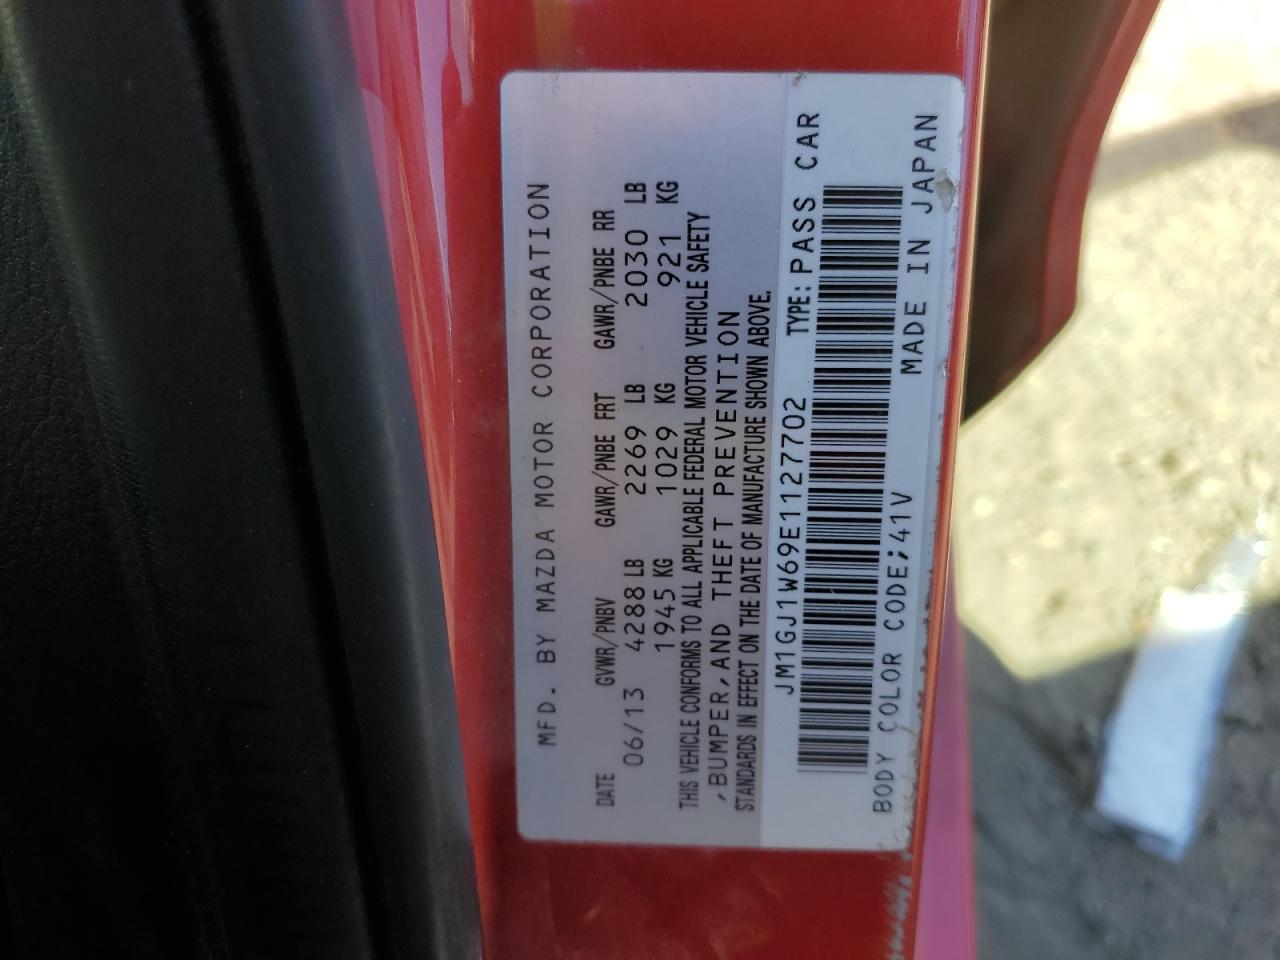 MFD. BY MAZDA MOTOR CORPORATION
DATE GVWR/PNBV GAWR/PNBE FRT GAWR/PNBE RR
06/13 4288 LB 2269 LB 2030 LB
1945 KG 1029 KG 921 KG
THIS VEHICLE CONFORMS TO ALL APPLICABLE FEDERAL MOTOR VEHICLE SAFETY
,BUMPER,AND THEFT PREVENTION
STANDARDS IN EFFECT ON THE DATE OF MANUFACTURE SHOWN ABOVE.
JM1GJ1W69E1127702 TYPE: PASS CAR
BODY COLOR CODE;41V MADE IN JAPAN